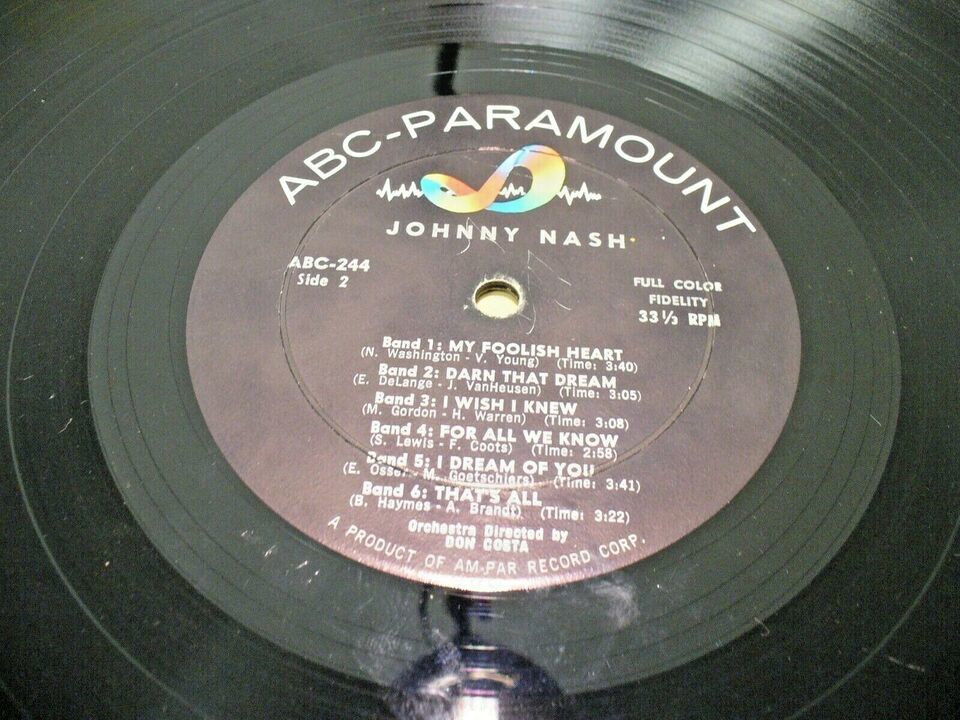 ABC-PARAMOUNT
JOHNNY NASH
ABC-244
Side 2
FULL COLOR
FIDELITY
33 1/3 RPM
Band 1: MY FOOLISH HEART
(N. Washington - V. Young) (Time: 3:40)
Band 2: DARN THAT DREAM
(E. DeLange - J. VanHeusen) (Time: 3:05)
Band 3: I WISH I KNEW
(M. Gordon - H. Warren) (Time: 3:08)
Band 4: FOR ALL WE KNOW
(S. Lewis - F. Coots) (Time: 2:58)
Band 5: I DREAM OF YOU
(E. Osser - M. Goetschiers) (Time: 3:41)
Band 6: THAT'S ALL
(B. Haymes - A. Brandt) (Time: 3:22)
Orchestra Directed by
DON COSTA
A PRODUCT OF AM-PAR RECORD CORP.